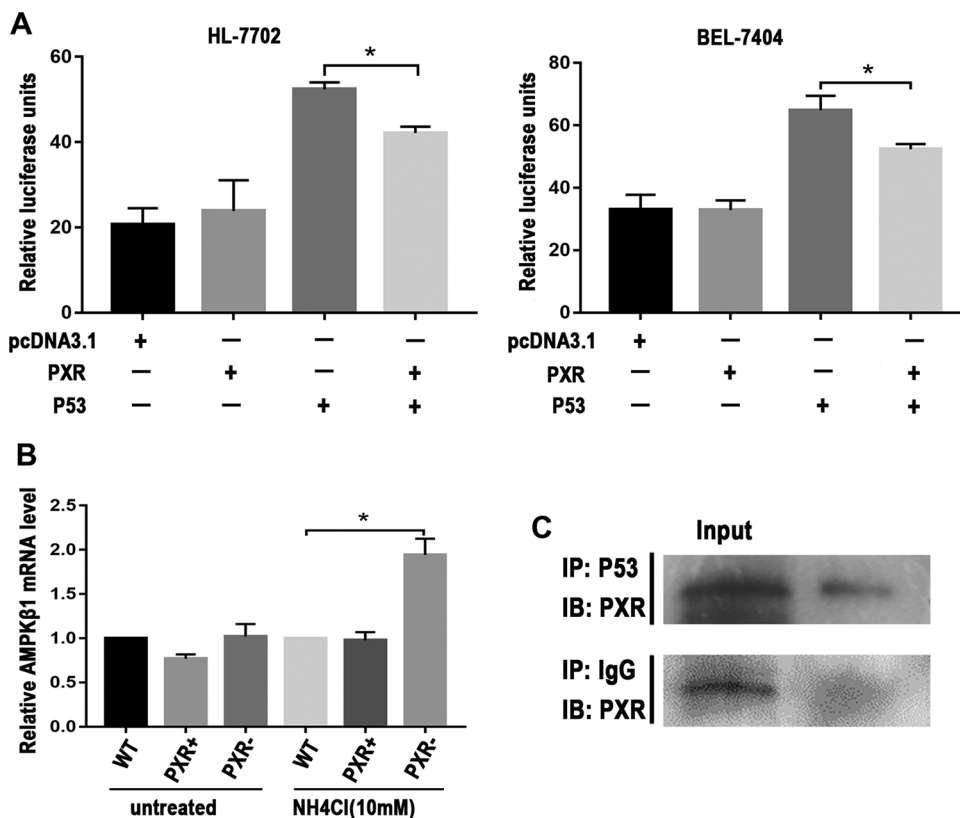 A
HL-7702
Relative luciferase units
60
40
20
0
*
pcDNA3.1 + — — —
PXR — + — +
P53 — — + +
BEL-7404
Relative luciferase units
80
60
40
20
0
*
pcDNA3.1 + — — —
PXR — + — +
P53 — — + +
B
Relative AMPKβ1 mRNA level
2.5
2.0
1.5
1.0
0.5
0.0
*
WT PXR+ PXR- WT PXR+ PXR-
untreated NH4Cl(10mM)
C
Input
IP: P53
IB: PXR
IP: IgG
IB: PXR